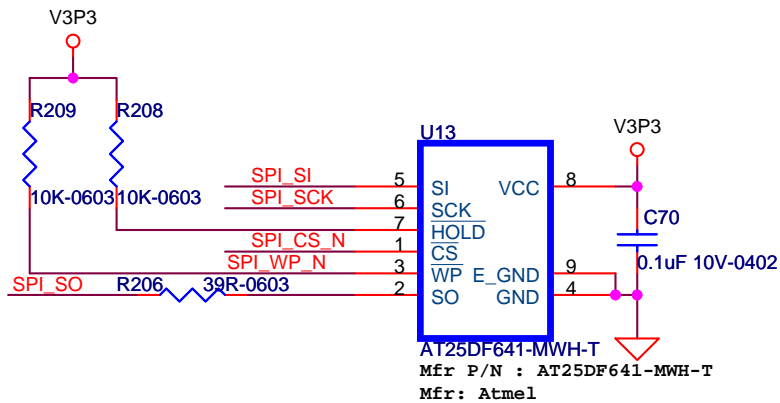 V3P3
R209
R208
10K-0603
10K-0603
U13
V3P3
SPI_SI
5
SI
VCC
8
SPI_SCK
6
SCK
7
HOLD
C70
SPI_CS_N
1
CS
0.1uF 10V-0402
SPI_WP_N
3
WP
E_GND
9
SPI_SO
R206
39R-0603
2
SO
GND
4
AT25DF641-MWH-T
Mfr P/N : AT25DF641-MWH-T
Mfr: Atmel